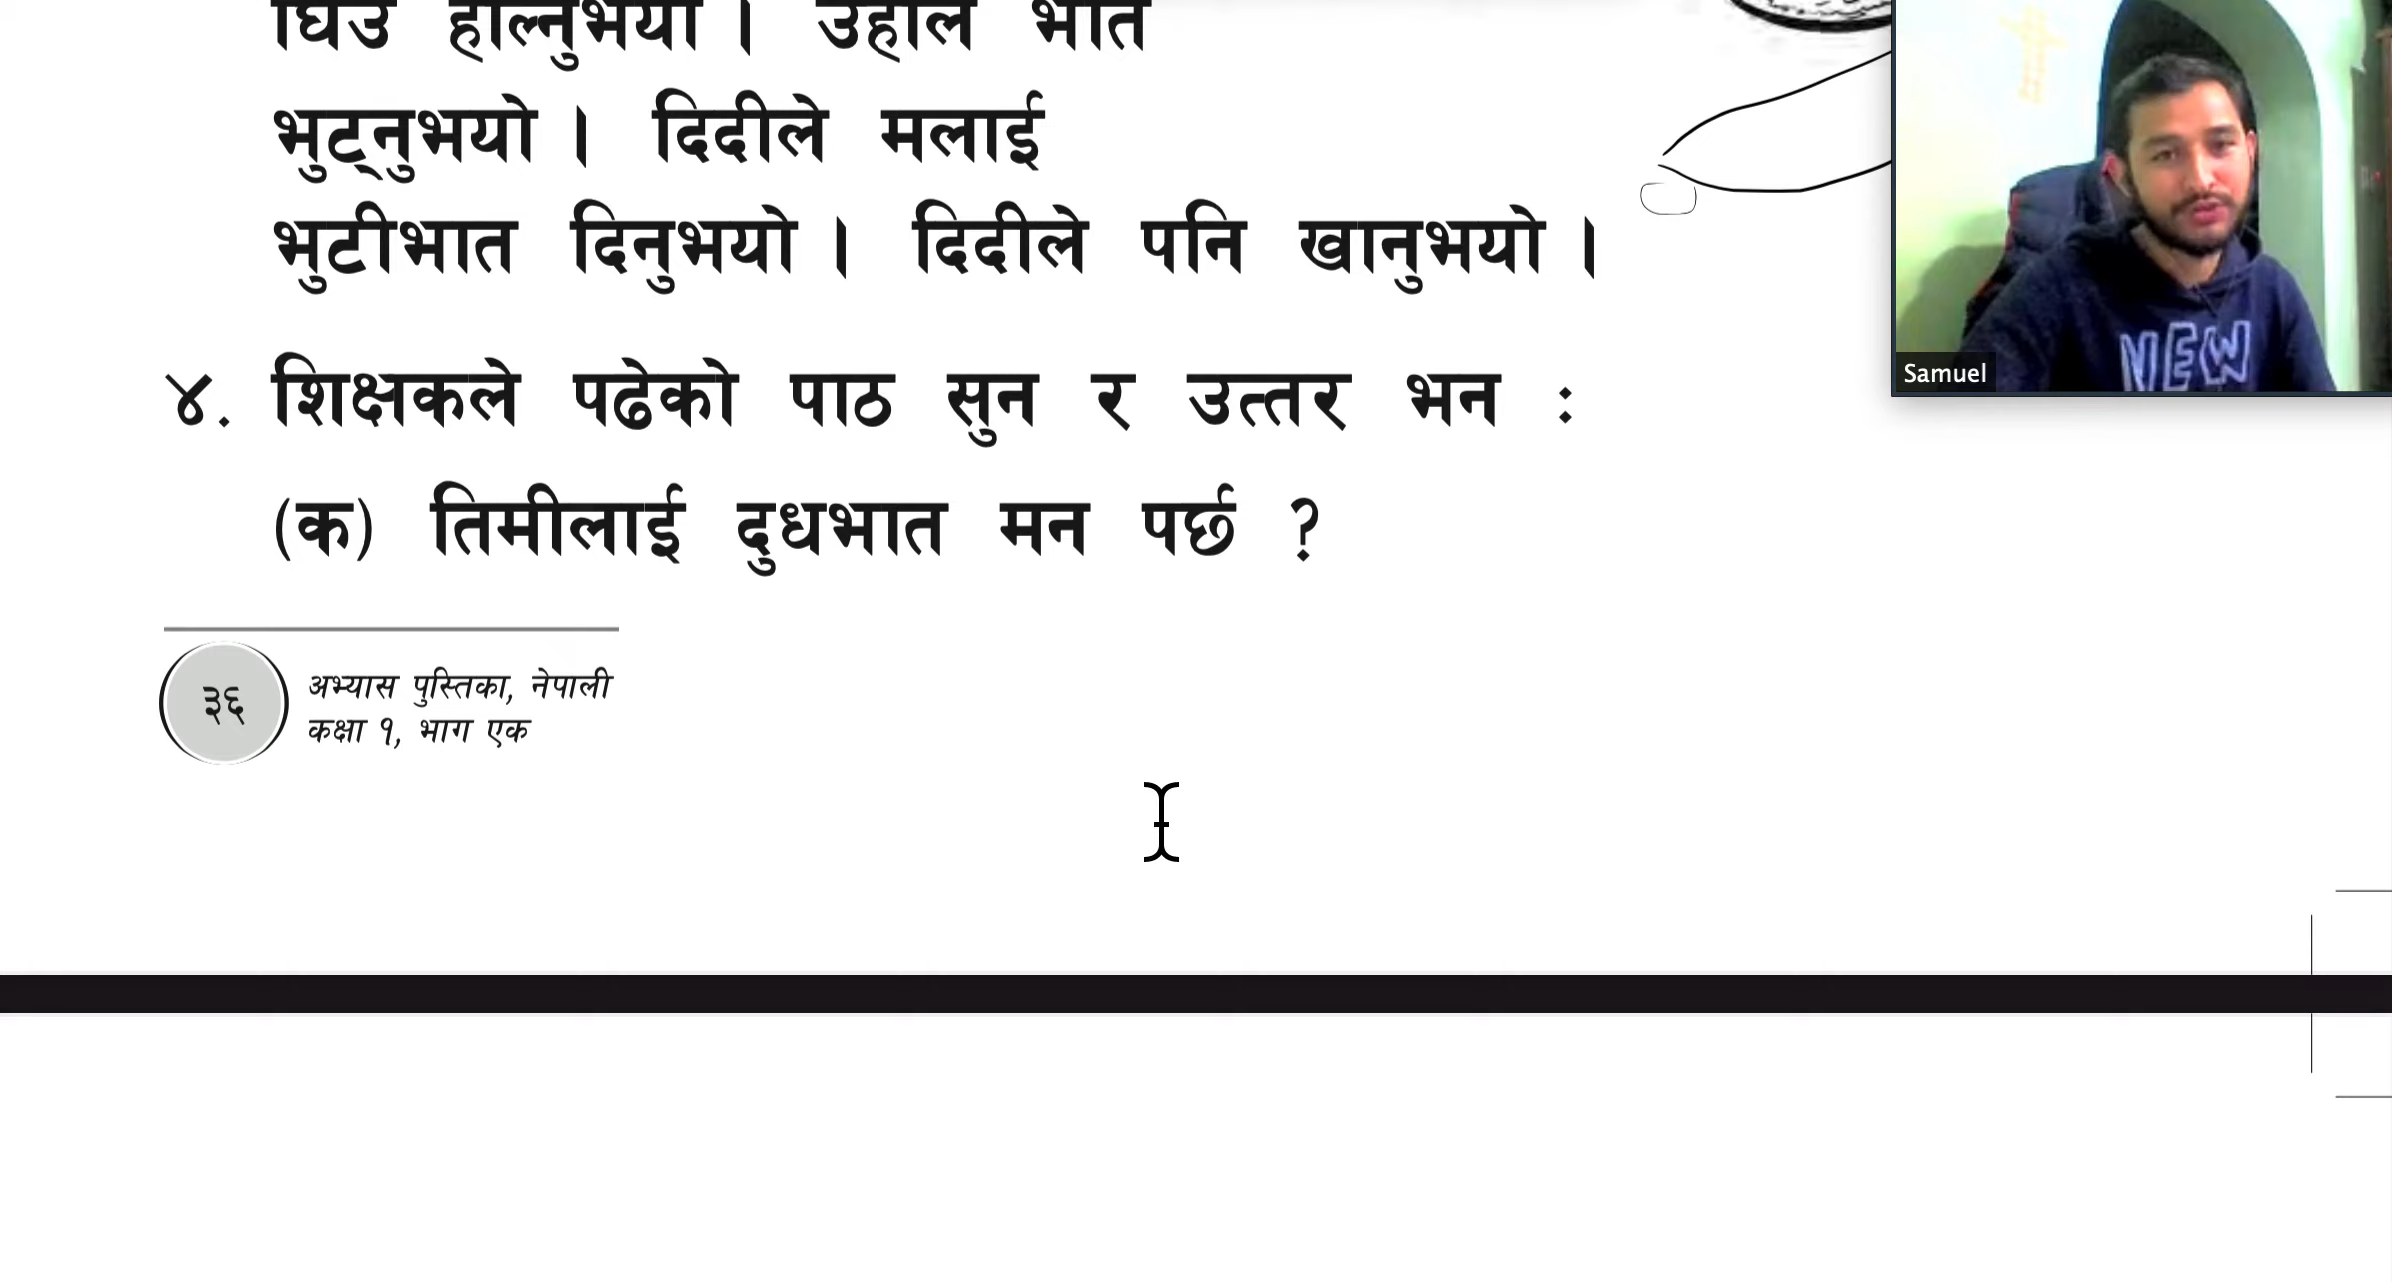 घिउ हाल्नुभयो । उहाँले भात
भुट्नुभयो । दिदीले मलाई
भुटीभात दिनुभयो । दिदीले पनि खानुभयो ।
४. शिक्षकले पढेको पाठ सुन र उत्तर भन :
(क) तिमीलाई दुधभात मन पर्छ ?
३६
अभ्यास पुस्तिका, नेपाली
कक्षा १, भाग एक
NEW
Samuel